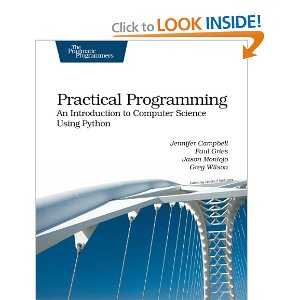 Click to
LOOK INSIDE!
The
Pragmatic
Programmers
Practical Programming
An Introduction to Computer Science
Using Python
Jennifer Campbell
Paul Gries
Jason Montojo
Greg Wilson